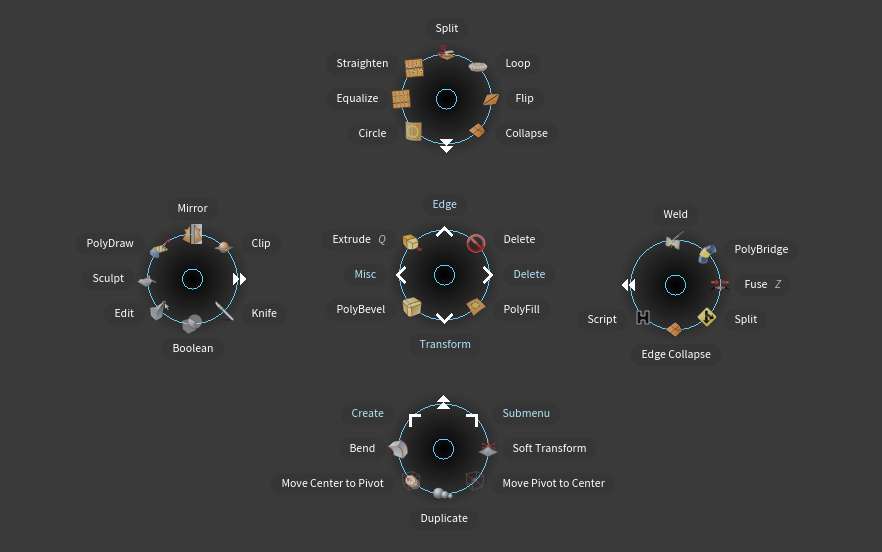 Split
Straighten
Loop
Equalize
Flip
Circle
Collapse
Mirror
PolyDraw
Clip
Sculpt
Edit
Knife
Boolean
Edge
Extrude Q
Delete
Misc
Delete
PolyBevel
PolyFill
Transform
Weld
PolyBridge
Fuse Z
Script
Split
Edge Collapse
Create
Submenu
Bend
Soft Transform
Move Center to Pivot
Move Pivot to Center
Duplicate